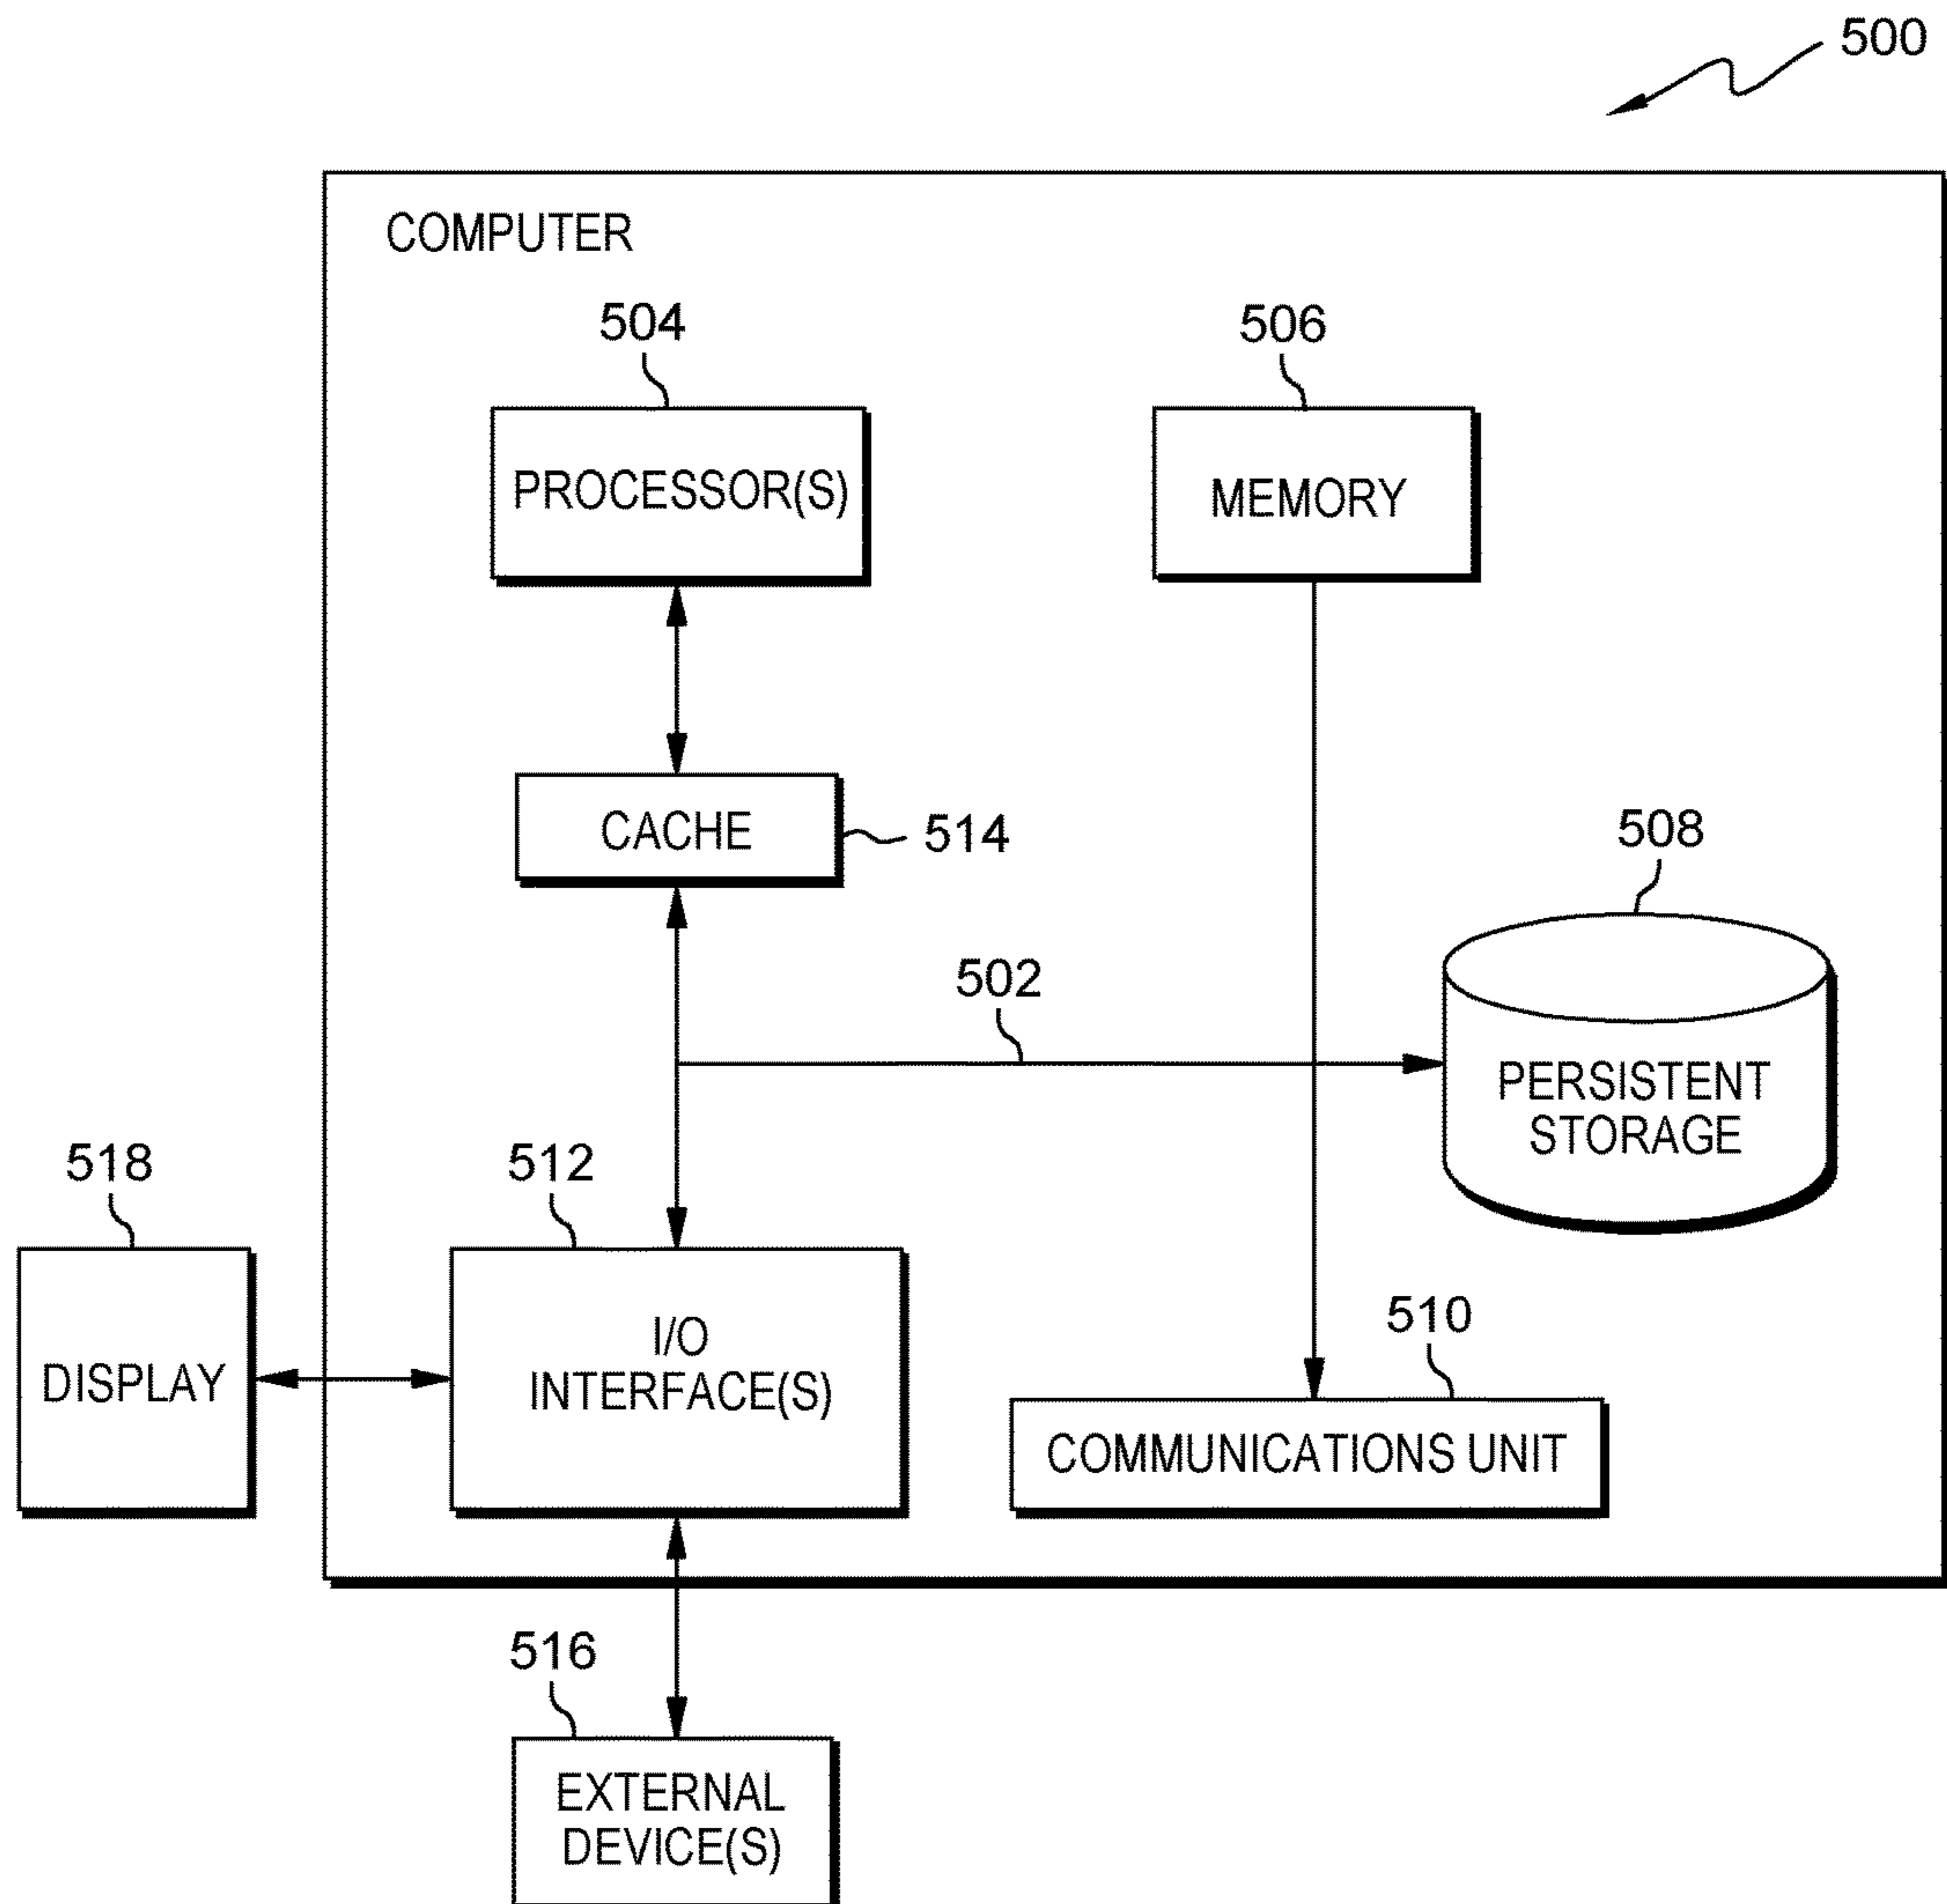 500
COMPUTER
504
506
PROCESSOR(S)
MEMORY
CACHE
514
508
502
PERSISTENT
STORAGE
518
512
DISPLAY
I/O
INTERFACE(S)
510
COMMUNICATIONS UNIT
516
EXTERNAL
DEVICE(S)